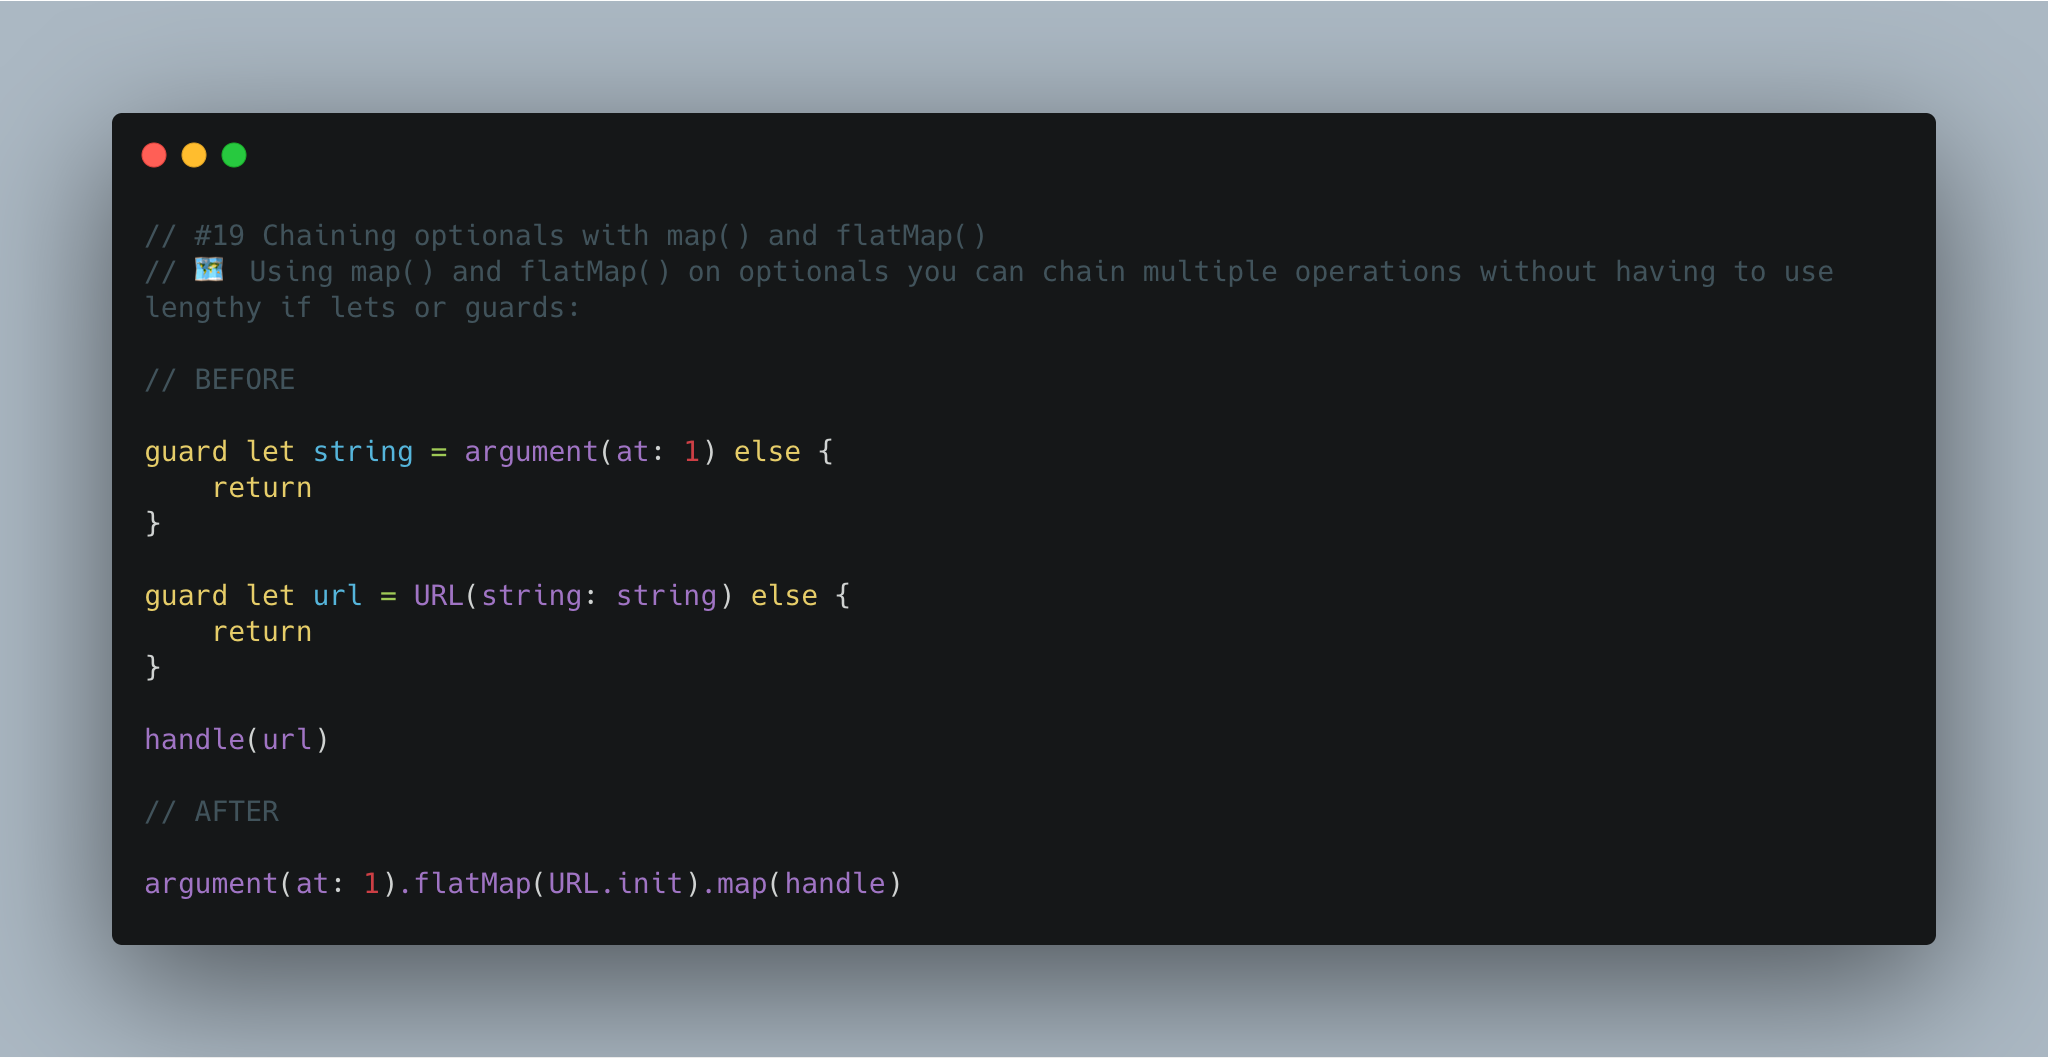 // #19 Chaining optionals with map() and flatMap()
// 🗺 Using map() and flatMap() on optionals you can chain multiple operations without having to use
lengthy if lets or guards:
// BEFORE
guard let string = argument(at: 1) else {
    return
}
guard let url = URL(string: string) else {
    return
}
handle(url)
// AFTER
argument(at: 1).flatMap(URL.init).map(handle)